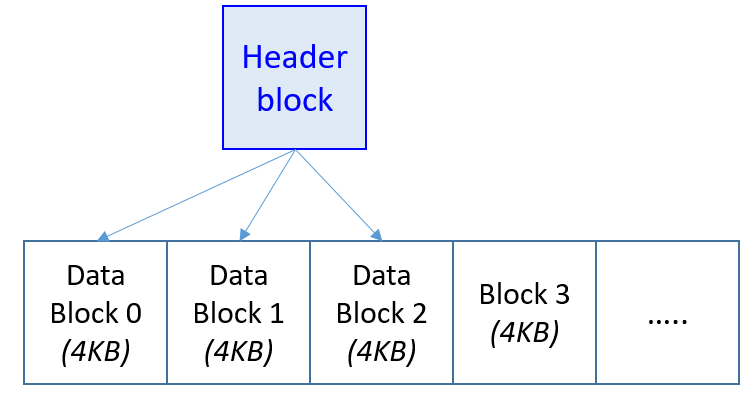 Header
block
Data
Block 0
(4KB)
Data
Block 1
(4KB)
Data
Block 2
(4KB)
Block 3
(4KB)
.....